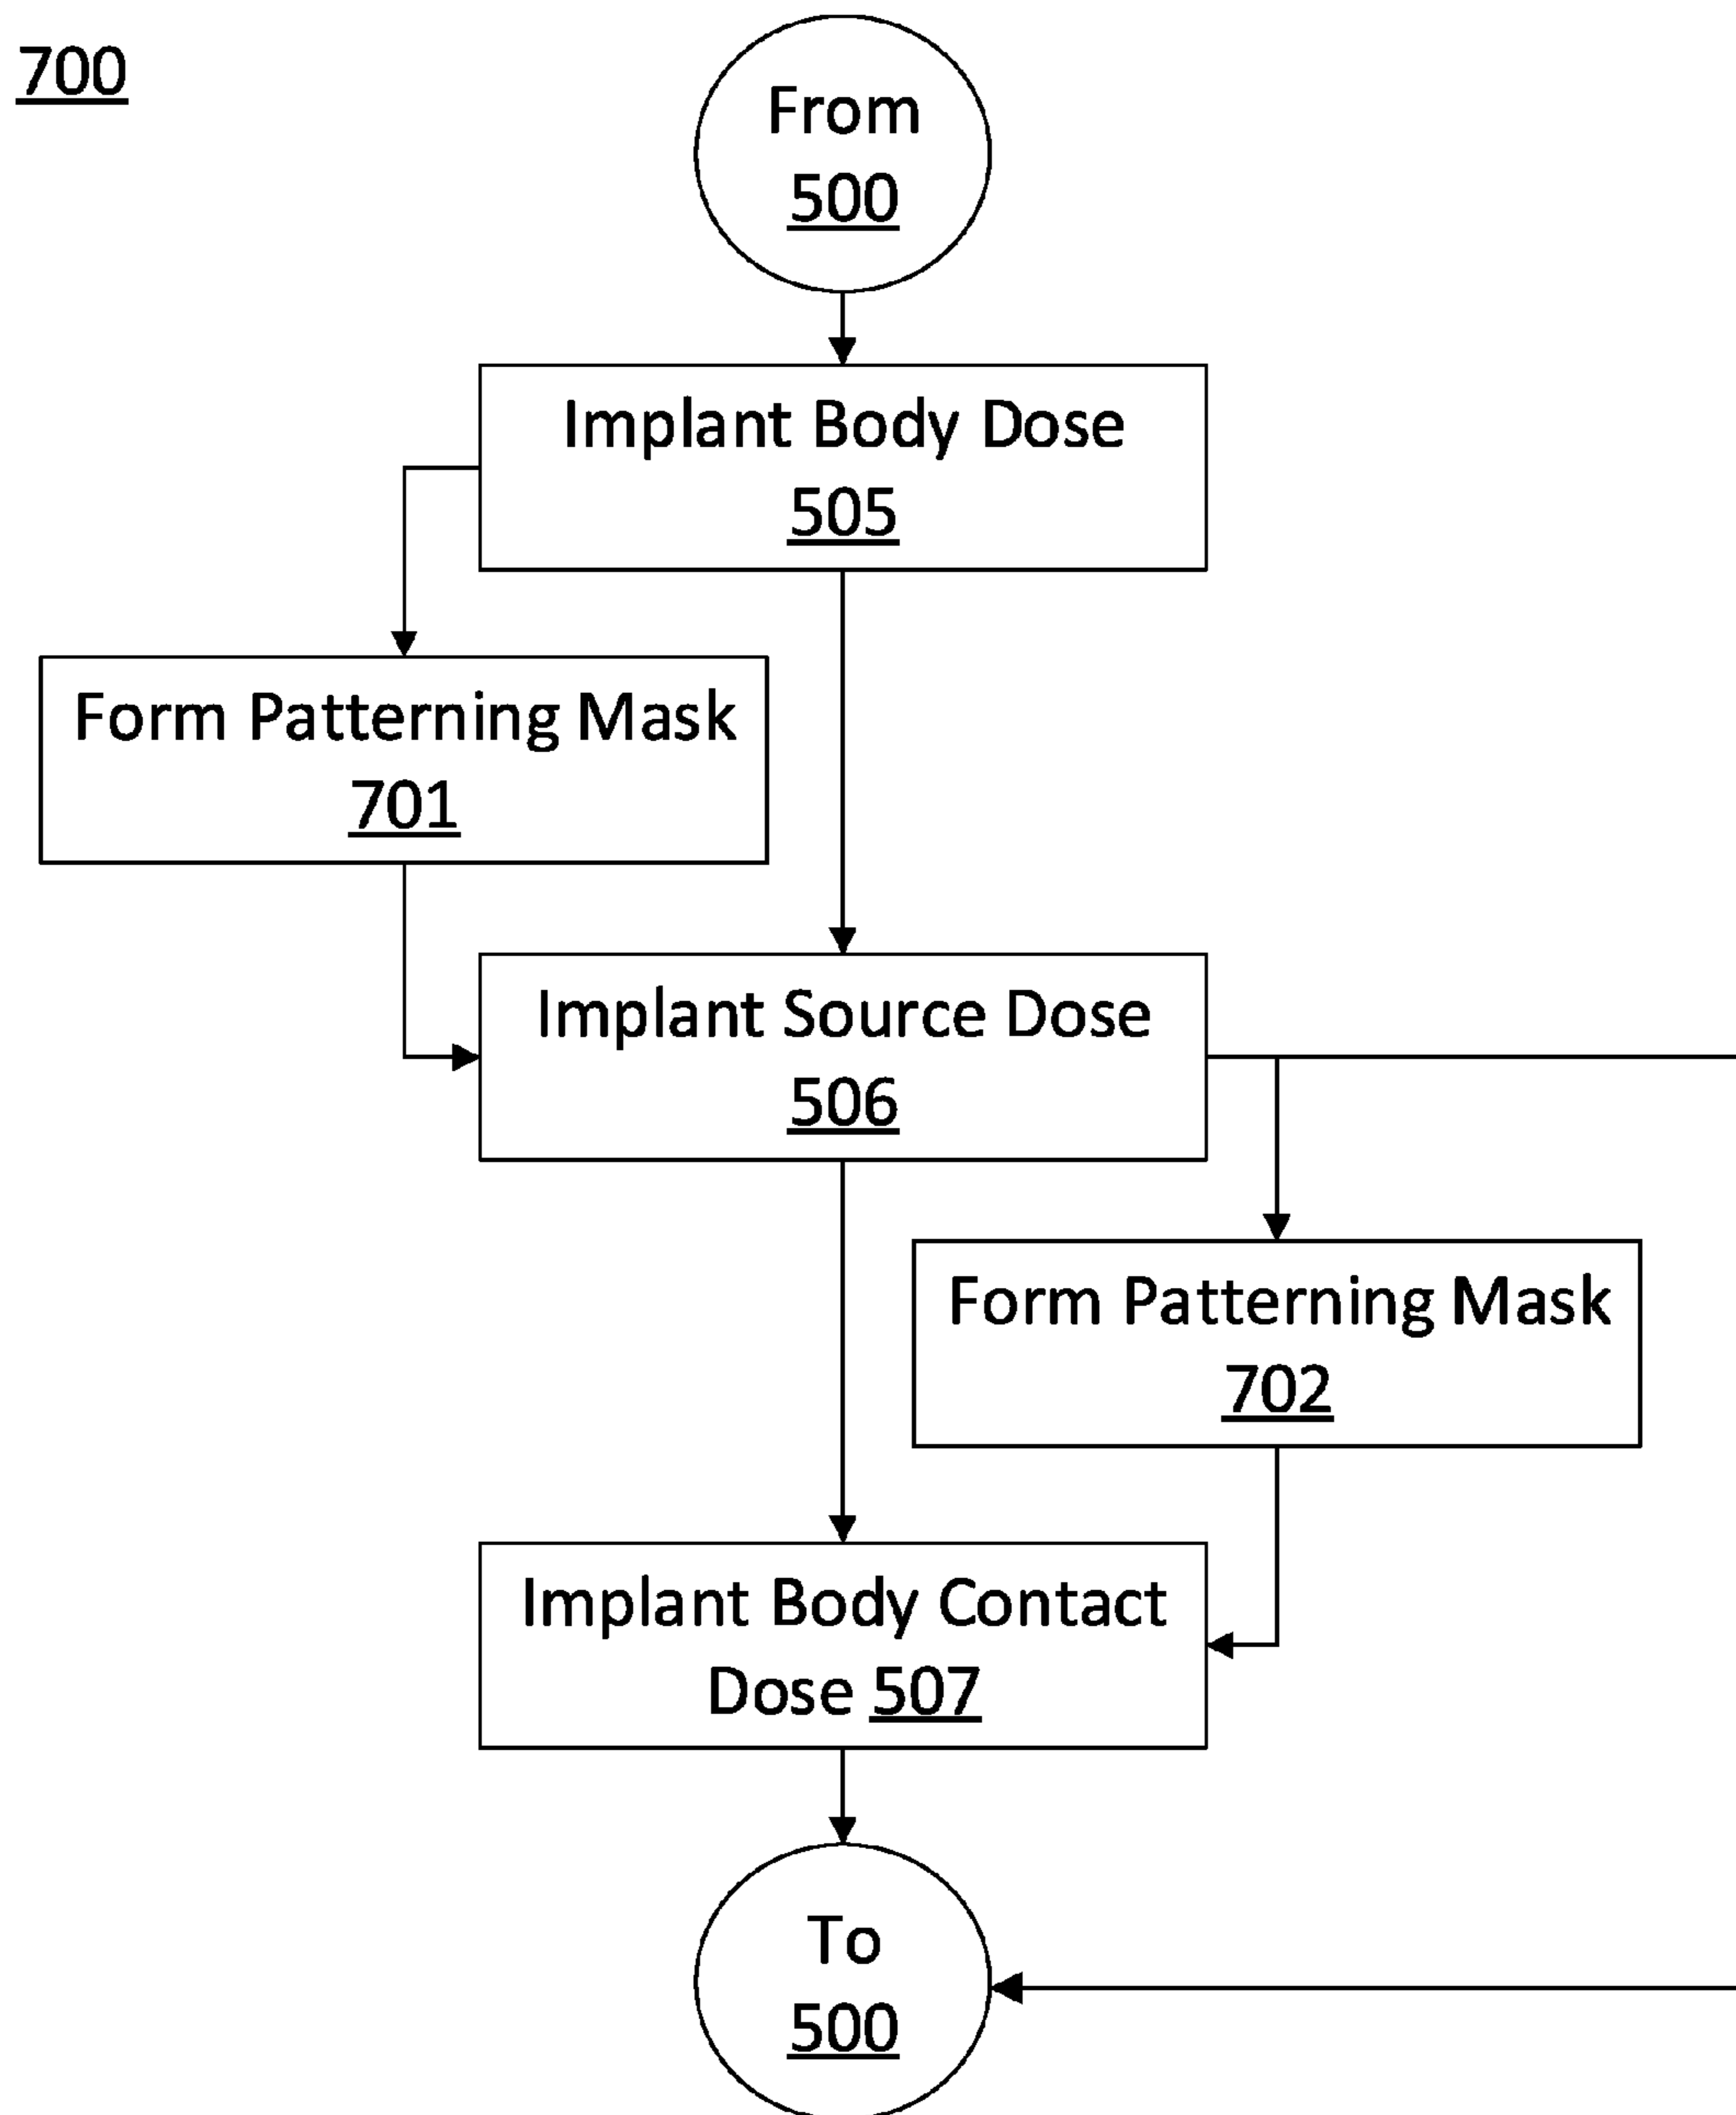 700
From
500
Implant Body Dose
505
Form Patterning Mask
701
Implant Source Dose
506
Form Patterning Mask
702
Implant Body Contact
Dose 507
To
500